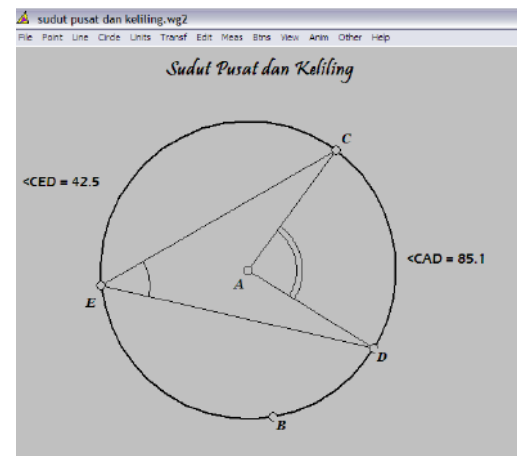 sudut pusat dan keliling.wg2
File Point Line Circle Units Transf Edit Meas Btns View Anim Other Help
Sudut Pusat dan Keliling
C
<CED = 42.5
<CAD = 85.1
A
E
D
B